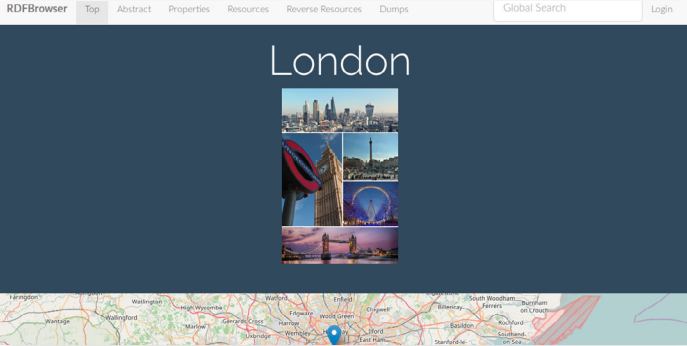 RDFBrowser Top Abstract Properties Resources Reverse Resources Dumps Global Search Login
London
Faringdon Watlington High Wycombe Watford Enfield Chigwell Billericay South Woodham Ferrers Burnham on Crouch
Wantage Wallingford Marlow Gerrards Cross Edgware Wood Green Harrow Wembley Ilford Basildon Rochford
Uxbridge East Ham Stanford-le- Southend-on-Sea